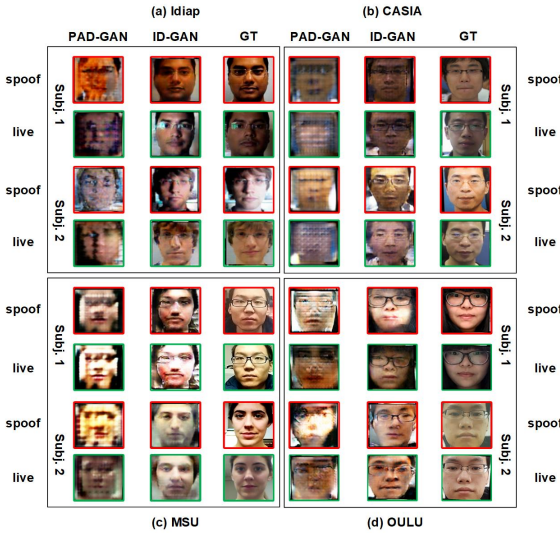 (a) Idiap
(b) CASIA
PAD-GAN ID-GAN GT
PAD-GAN ID-GAN GT
spoof
Subj. 1
Subj. 1
spoof
live
live
spoof
Subj. 2
Subj. 2
spoof
live
live
spoof
Subj. 1
Subj. 1
spoof
live
live
spoof
Subj. 2
Subj. 2
spoof
live
live
(c) MSU
(d) OULU